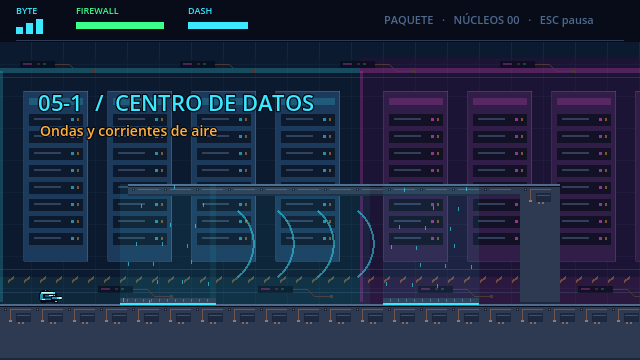 BYTE
FIREWALL
DASH
PAQUETE · NÚCLEOS 00 · ESC pausa
05-1 / CENTRO DE DATOS
Ondas y corrientes de aire